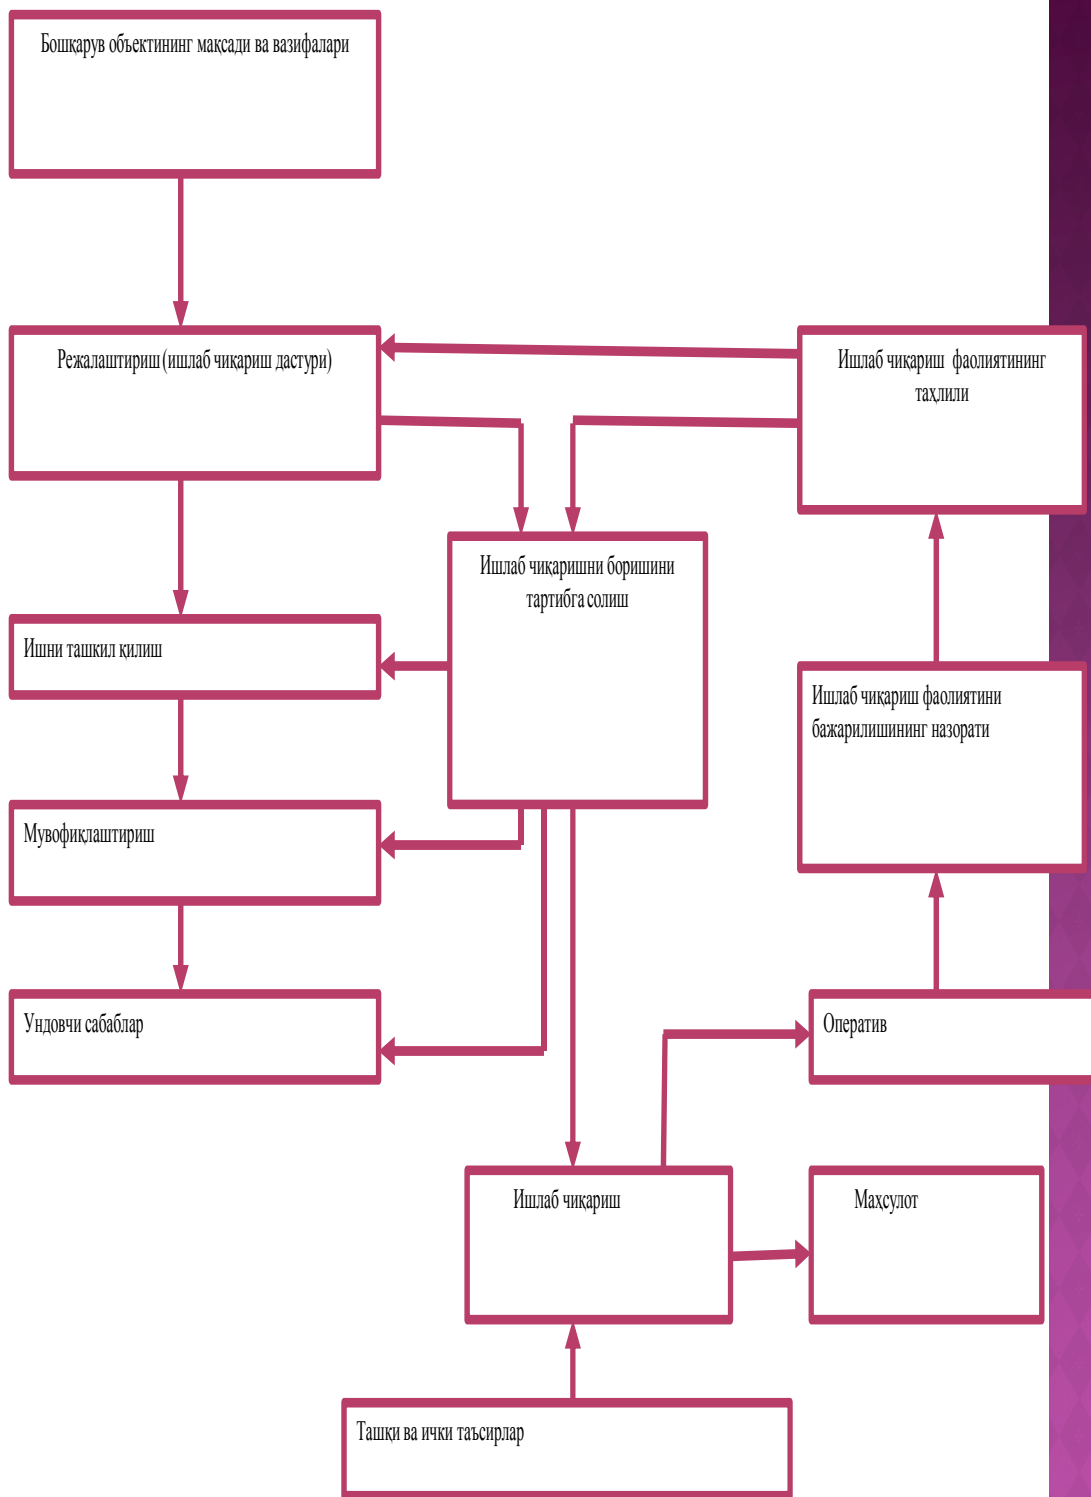 Бошқарув объектининг мақсади ва вазифалари
Режалаштириш (ишлаб чиқариш дастури)
Ишлаб чиқариш фаолиятининг
таҳлили
Ишлаб чиқаришни боришини
тартибга солиш
Ишни ташкил қилиш
Ишлаб чиқариш фаолиятини
бажарилишининг назорати
Мувофиқлаштириш
Ундовчи сабаблар
Оператив
Ишлаб чиқариш
Маҳсулот
Ташқи ва ички таъсирлар